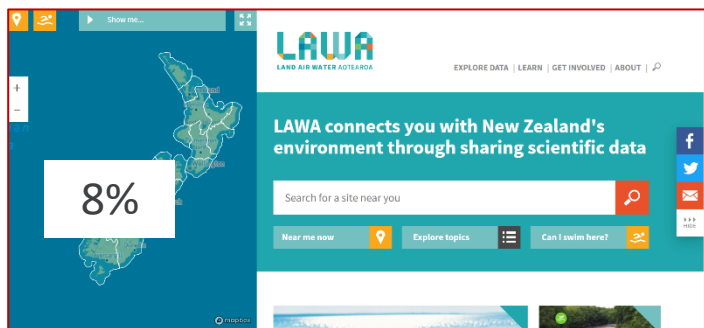 Show me...
+
−
8%
mapbox
LAWA
LAND AIR WATER AOTEAROA
EXPLORE DATA | LEARN | GET INVOLVED | ABOUT |
LAWA connects you with New Zealand's
environment through sharing scientific data
Search for a site near you
Near me now
Explore topics
Can I swim here?
f
>>>
HIDE